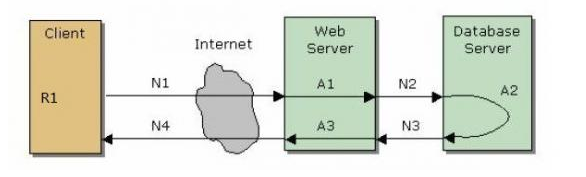 Client
Internet
Web
Server
Database
Server
R1
N1
A1
N2
A2
N4
A3
N3